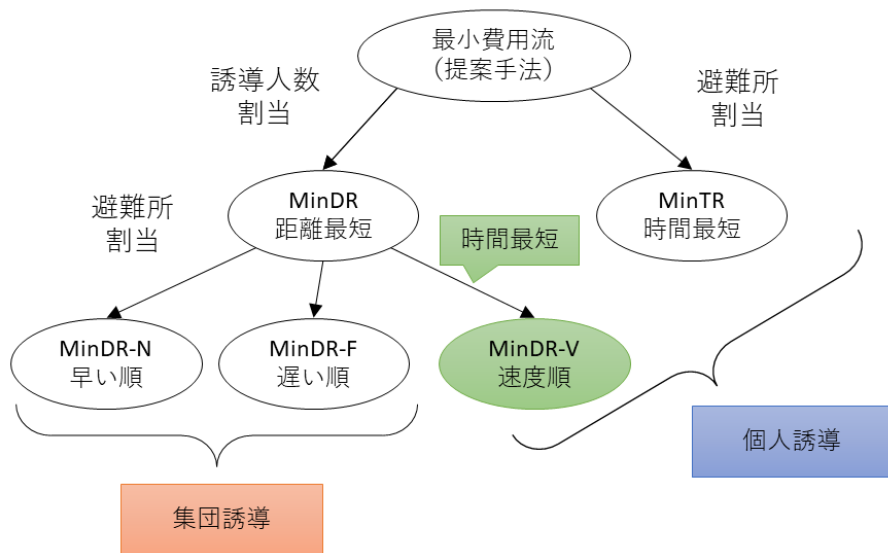 最小費用流
（提案手法）
誘導人数
割当
避難所
割当
MinDR
距離最短
MinTR
時間最短
避難所
割当
時間最短
MinDR-N
早い順
MinDR-F
遅い順
MinDR-V
速度順
個人誘導
集団誘導